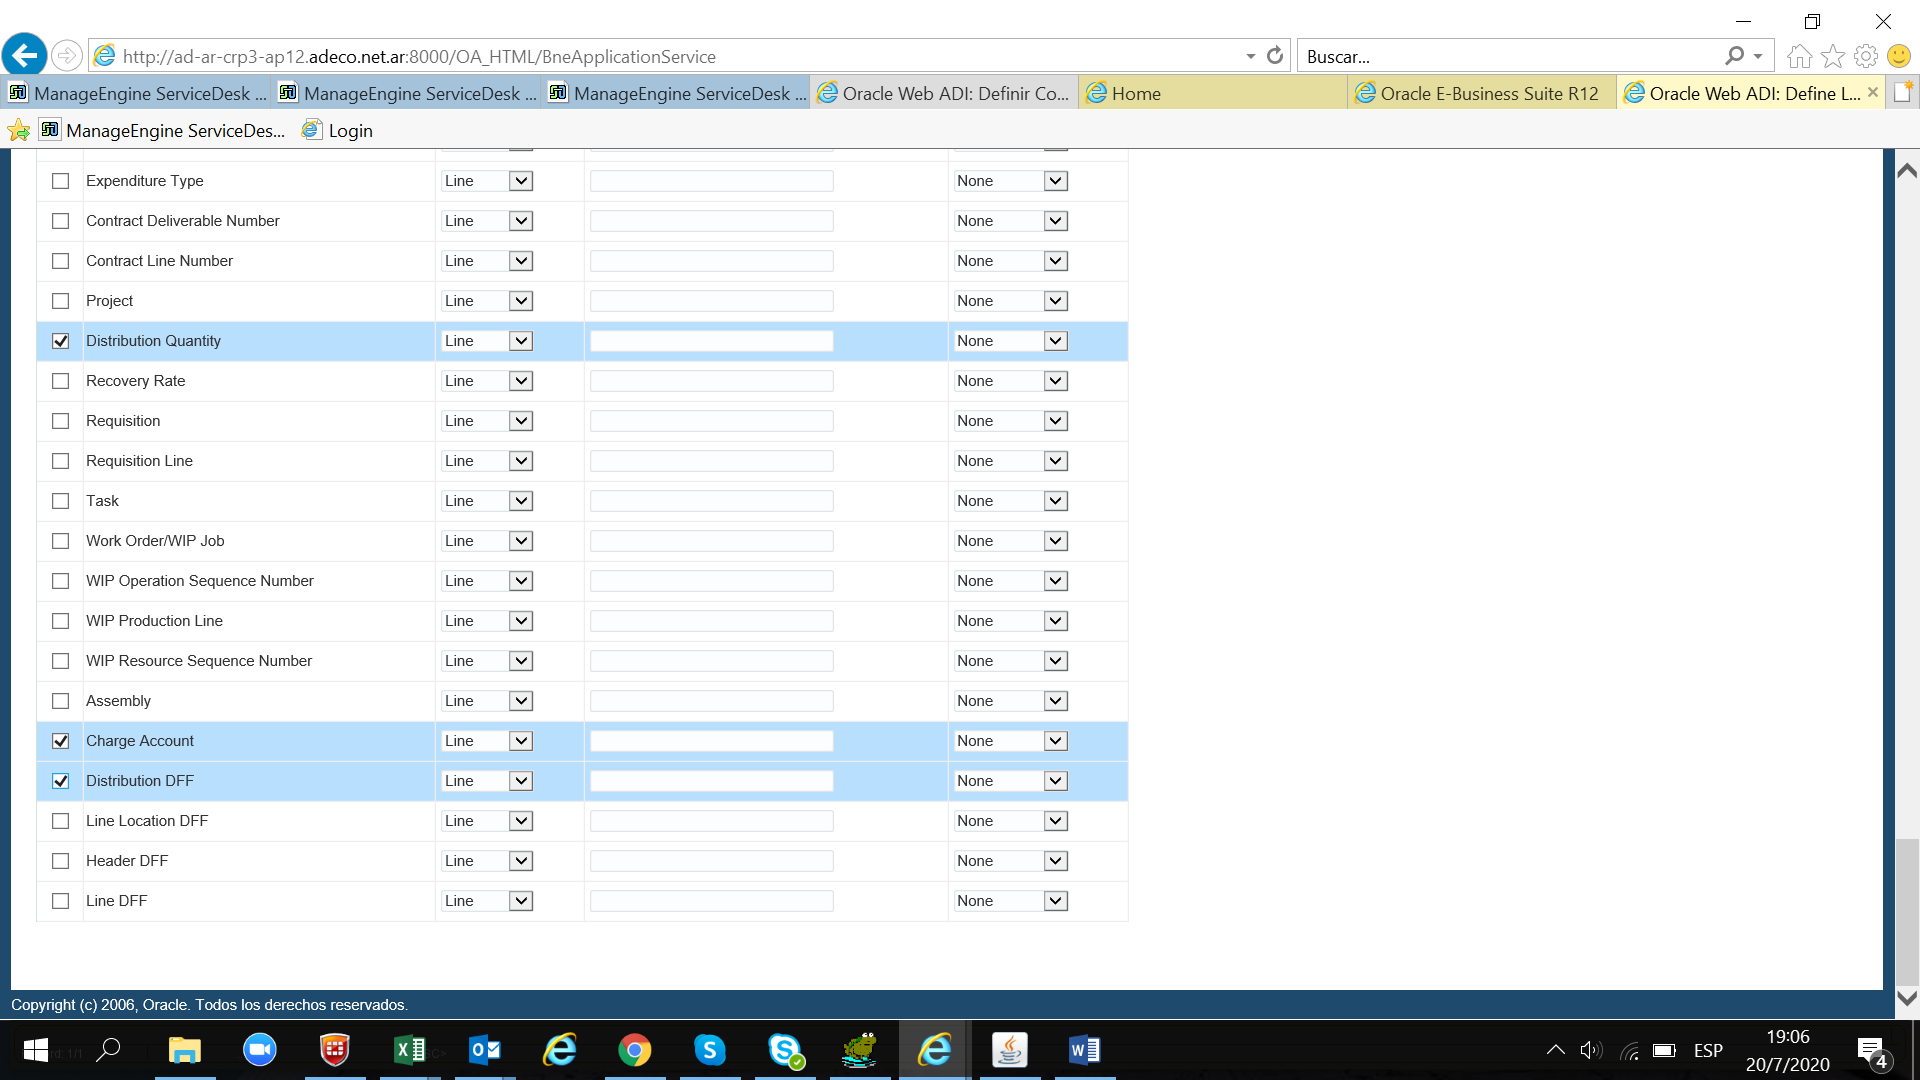 http://ad-ar-crp3-ap12.adeco.net.ar:8000/OA_HTML/BneApplicationService
Buscar...
ManageEngine ServiceDesk ...
ManageEngine ServiceDesk ...
ManageEngine ServiceDesk ...
Oracle Web ADI: Definir Co...
Home
Oracle E-Business Suite R12
Oracle Web ADI: Define L...
ManageEngine ServiceDes...
Login
Expenditure Type Line None
Contract Deliverable Number Line None
Contract Line Number Line None
Project Line None
Distribution Quantity Line None
Recovery Rate Line None
Requisition Line None
Requisition Line Line None
Task Line None
Work Order/WIP Job Line None
WIP Operation Sequence Number Line None
WIP Production Line Line None
WIP Resource Sequence Number Line None
Assembly Line None
Charge Account Line None
Distribution DFF Line None
Line Location DFF Line None
Header DFF Line None
Line DFF Line None
Copyright (c) 2006, Oracle. Todos los derechos reservados.
ESP
19:06
20/7/2020
4